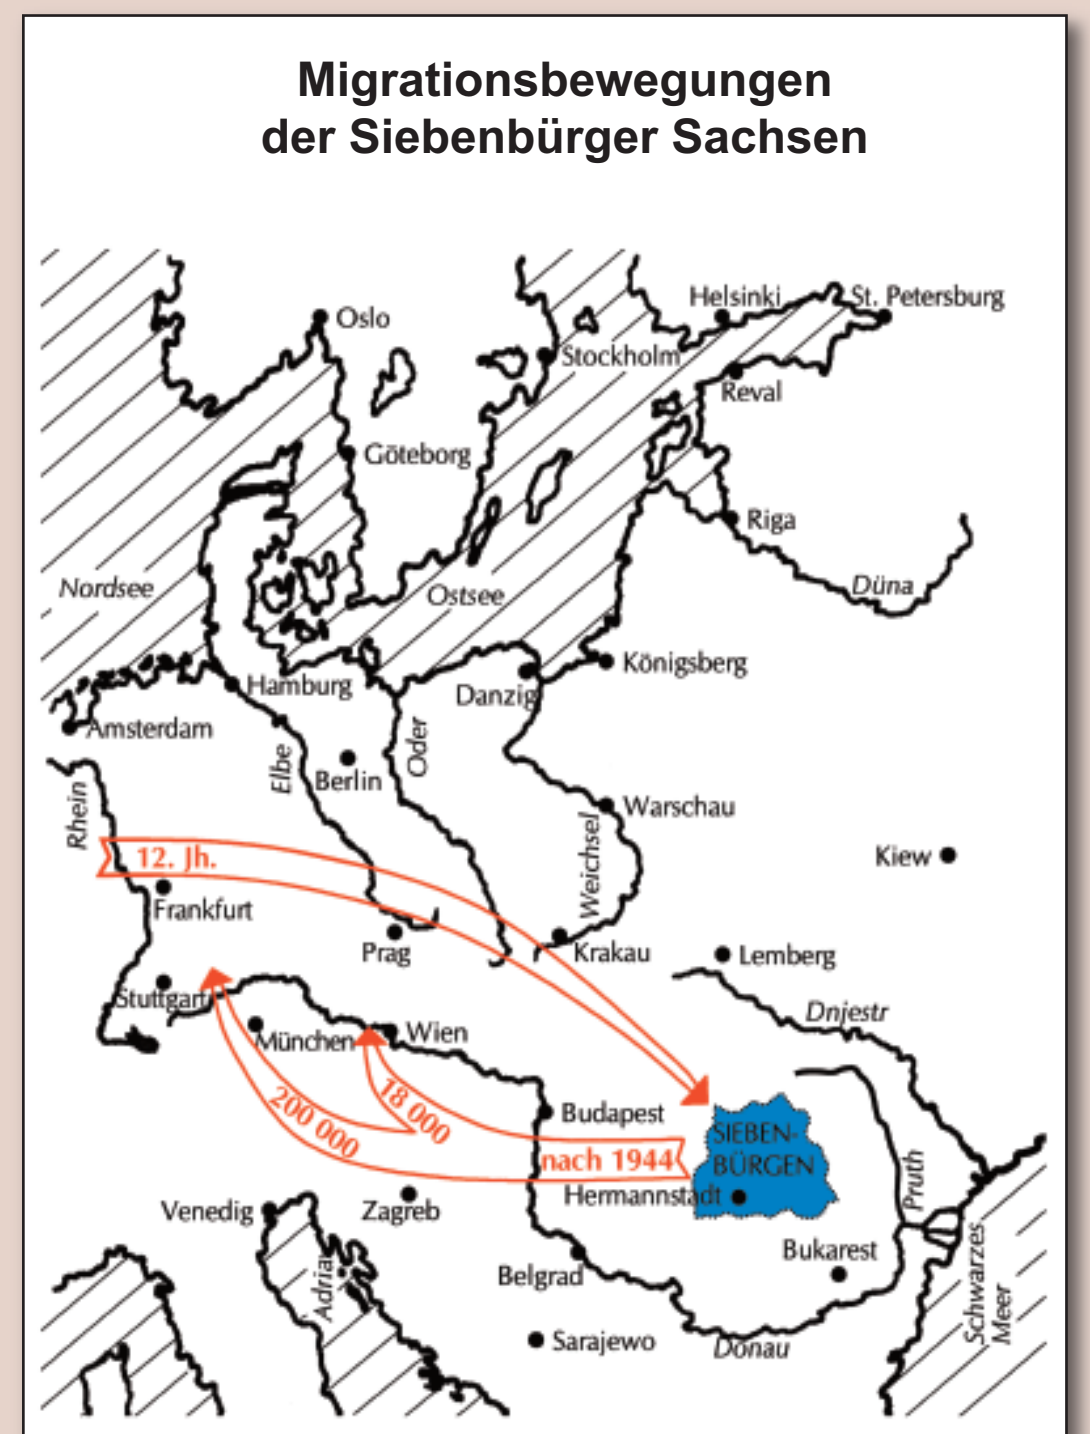 Migrationsbewegungen
der Siebenbürger Sachsen
Oslo
Helsinki
St. Petersburg
Stockholm
Reval
Göteborg
Riga
Nordsee
Ostsee
Düna
Königsberg
Hamburg
Danzig
Amsterdam
Oder
Elbe
Berlin
Rhein
Warschau
Weichsel
12. Jh.
Kiew
Frankfurt
Prag
Krakau
Lemberg
Stuttgart
Dnjestr
München
Wien
200 000
18 000
Budapest
SIEBEN-
BÜRGEN
nach 1944
Hermannstadt
Pruth
Venedig
Zagreb
Bukarest
Belgrad
Adria
Schwarzes
Meer
Sarajewo
Donau